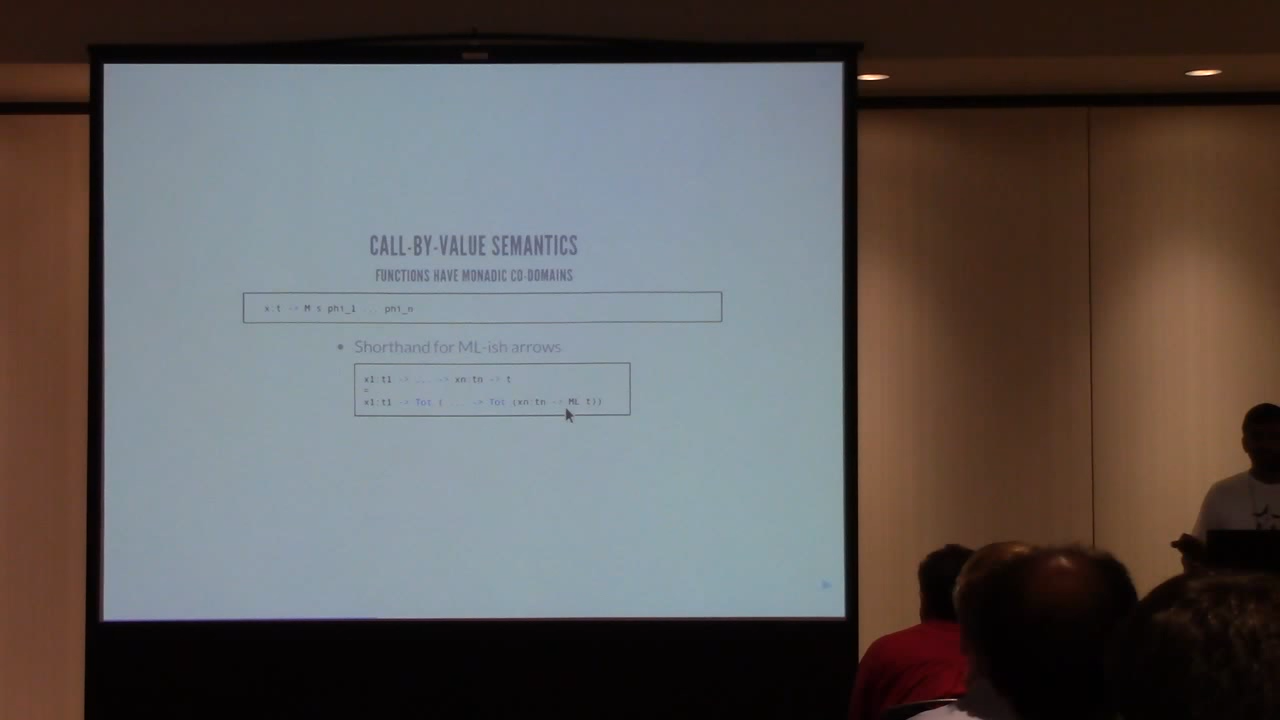 CALL-BY-VALUE SEMANTICS
FUNCTIONS HAVE MONADIC CO-DOMAINS
x:t -> M s phi_1 ... phi_n
• Shorthand for ML-ish arrows
x1:t1 -> ... -> xn:tn -> t
=
x1:t1 -> Tot ( ... -> Tot (xn:tn -> ML t))